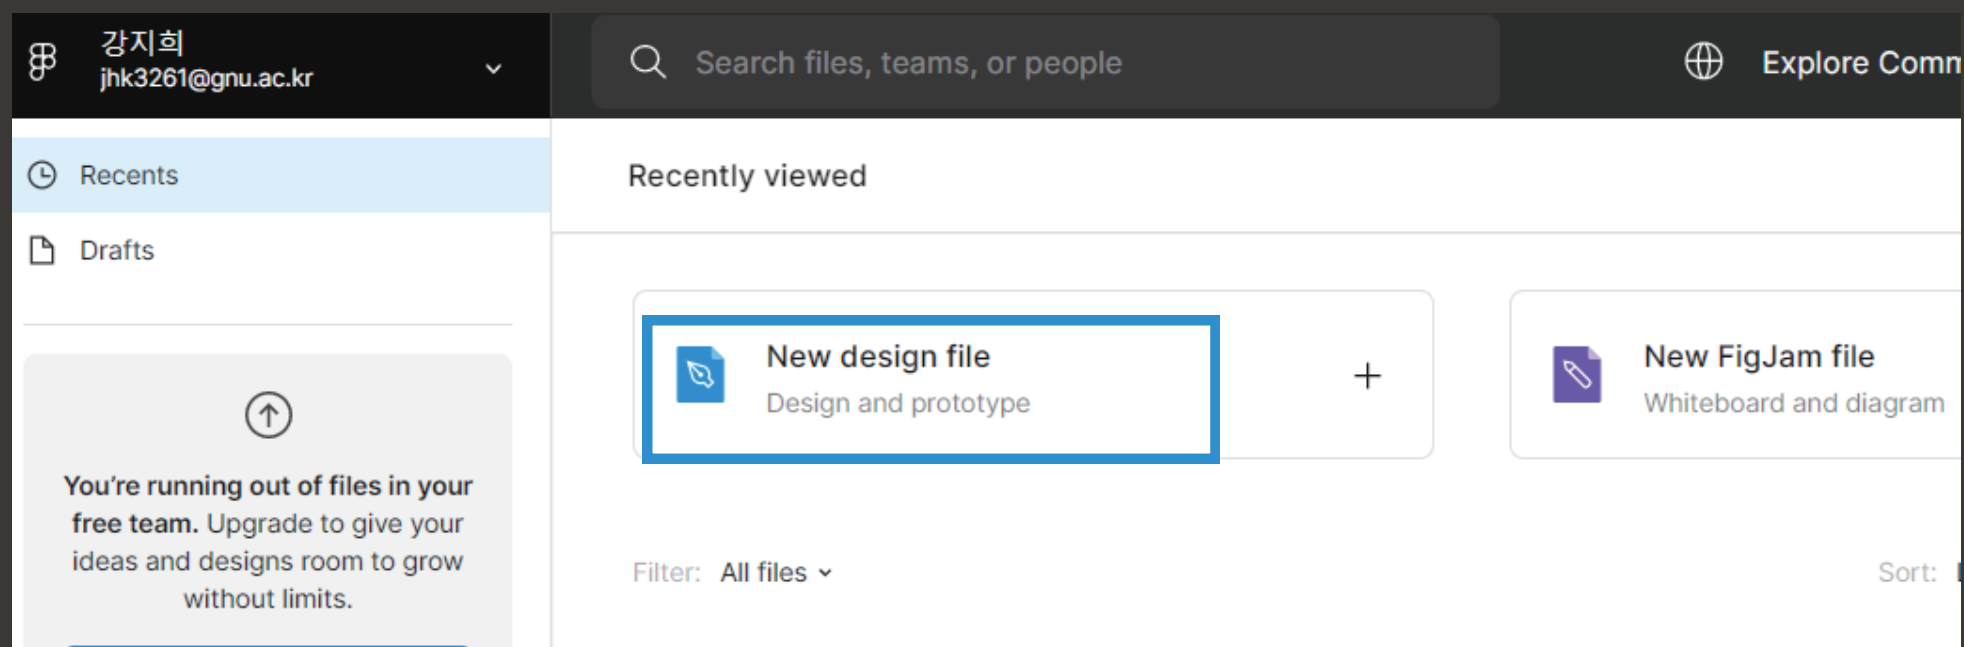 강지희
jhk3261@gnu.ac.kr
Search files, teams, or people
Explore
Recents
Drafts
Recently viewed
New design file
Design and prototype
New FigJam file
Whiteboard and diagram
You're running out of files in your
free team. Upgrade to give your
ideas and designs room to grow
without limits.
Filter: All files
Sort: